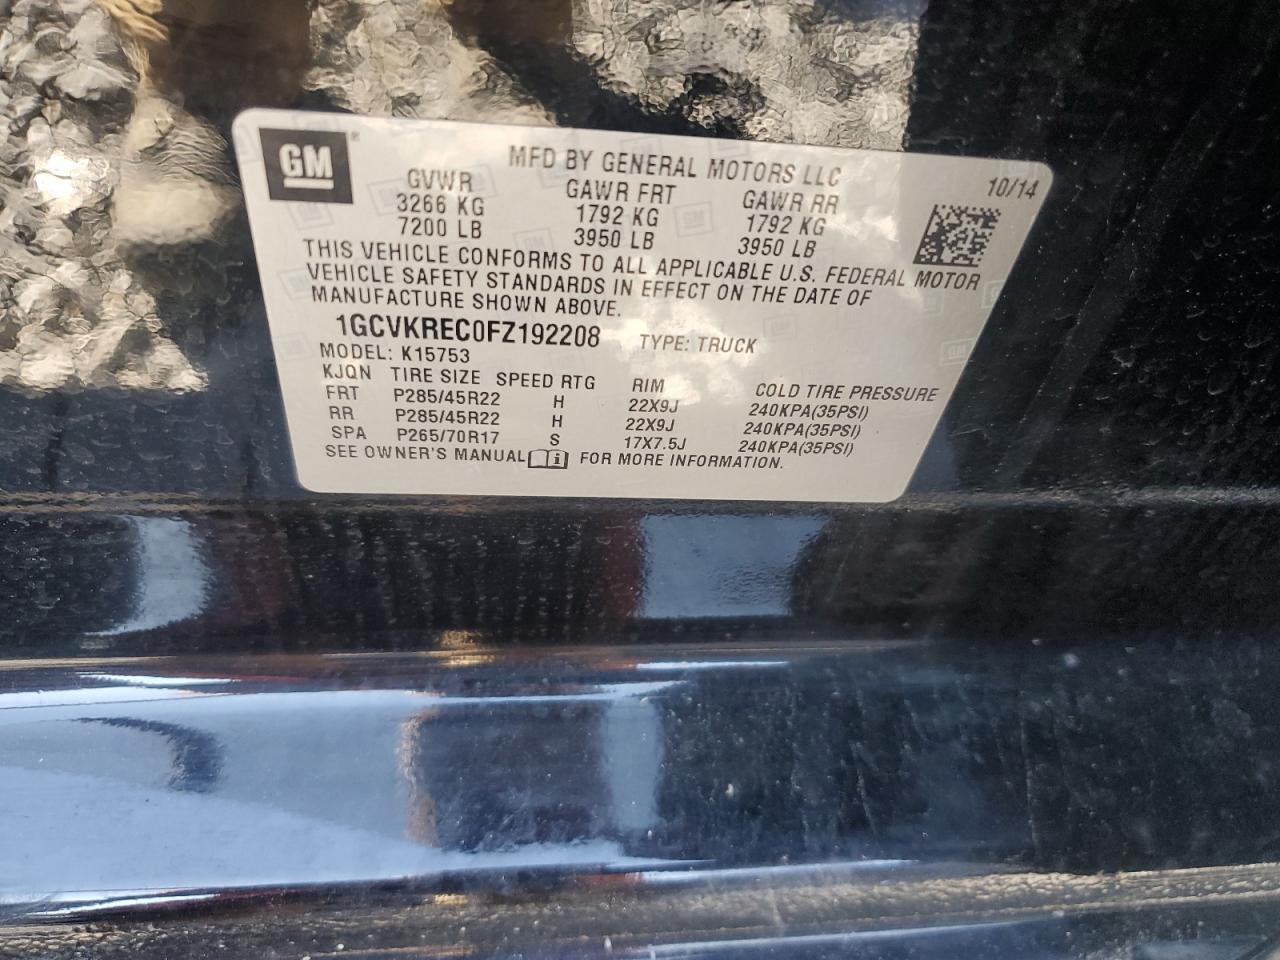 GM
MFD BY GENERAL MOTORS LLC
10/14
GVWR GAWR FRT GAWR RR
3266 KG 1792 KG 1792 KG
7200 LB 3950 LB 3950 LB
THIS VEHICLE CONFORMS TO ALL APPLICABLE U.S. FEDERAL MOTOR
VEHICLE SAFETY STANDARDS IN EFFECT ON THE DATE OF
MANUFACTURE SHOWN ABOVE.
1GCVKREC0FZ192208 TYPE: TRUCK
MODEL: K15753
KJQN TIRE SIZE SPEED RTG RIM COLD TIRE PRESSURE
FRT P285/45R22 H 22X9J 240KPA(35PSI)
RR P285/45R22 H 22X9J 240KPA(35PSI)
SPA P265/70R17 S 17X7.5J 240KPA(35PSI)
SEE OWNER'S MANUAL FOR MORE INFORMATION.